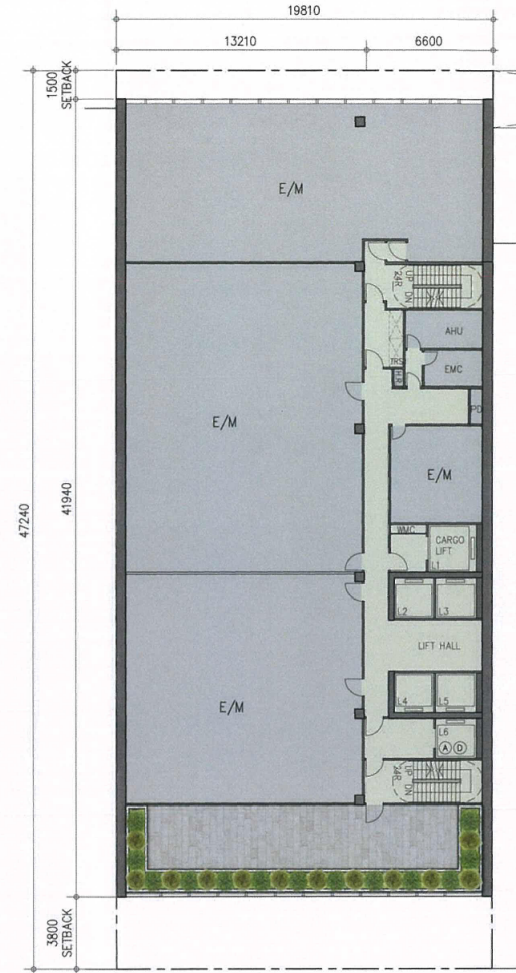 19810
13210
6600
1500
SETBACK
E/M
UP
DN
24R
AHU
TRS
H.R
EMC
PD
E/M
E/M
47240
41940
WMC
CARGO
LIFT
L1
L2
L3
LIFT HALL
L4
L5
E/M
L6
A
D
UP
DN
24R
3800
SETBACK